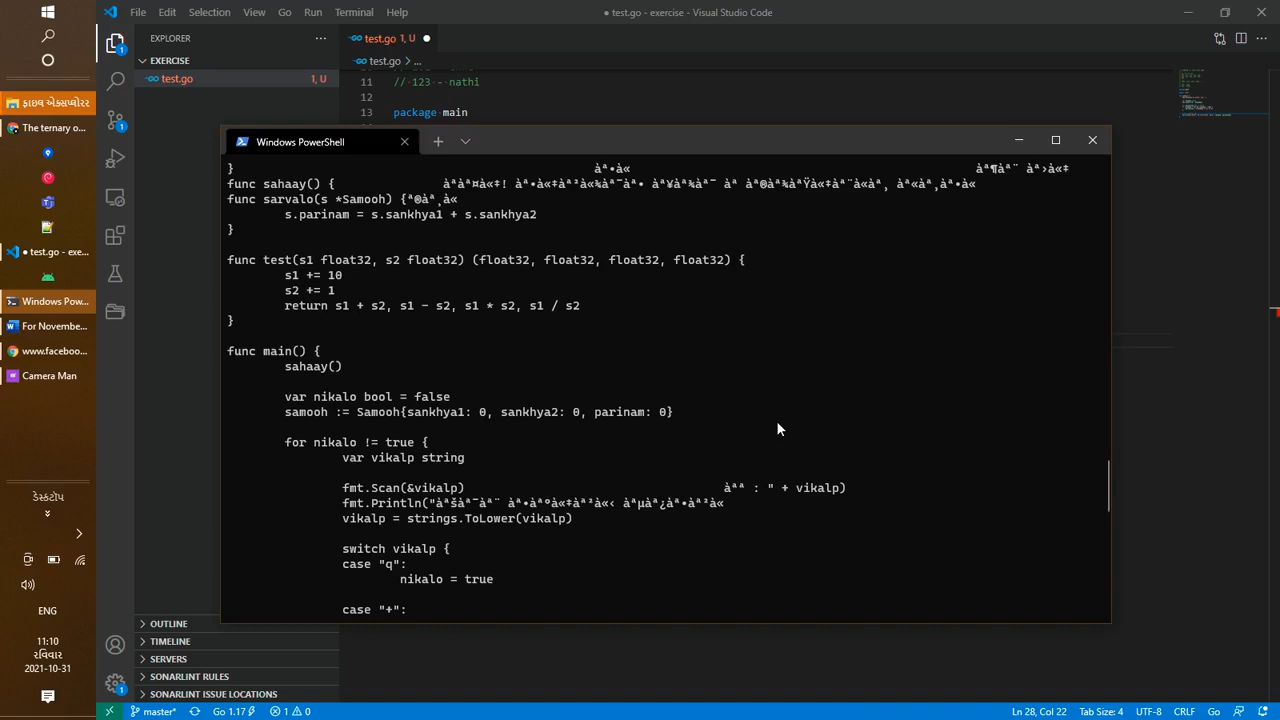 File Edit Selection View Go Run Terminal Help
● test.go - exercise - Visual Studio Code
EXPLORER
EXERCISE
test.go 1, U
test.go 1, U
test.go > ...
11 // 123 - nathi
12
13 package main
Windows PowerShell
}
func sahaay() {
func sarvalo(s *Samooh) {
s.parinam = s.sankhya1 + s.sankhya2
}
func test(s1 float32, s2 float32) (float32, float32, float32, float32) {
s1 += 10
s2 += 1
return s1 + s2, s1 - s2, s1 * s2, s1 / s2
}
func main() {
sahaay()
var nikalo bool = false
samooh := Samooh{sankhya1: 0, sankhya2: 0, parinam: 0}
for nikalo != true {
var vikalp string
fmt.Scan(&vikalp) : " + vikalp)
fmt.Println("
vikalp = strings.ToLower(vikalp)
switch vikalp {
case "q":
nikalo = true
case "+":
ફાઇલ એક્સપ્લોરર
The ternary o...
● test.go - exe...
Windows Pow...
For Novembe...
www.faceboo...
Camera Man
ડેસ્કટોપ
ENG
11:10
રવિવાર
2021-10-31
OUTLINE
TIMELINE
SERVERS
SONARLINT RULES
SONARLINT ISSUE LOCATIONS
master* Go 1.17 1 0
Ln 28, Col 22 Tab Size: 4 UTF-8 CRLF Go